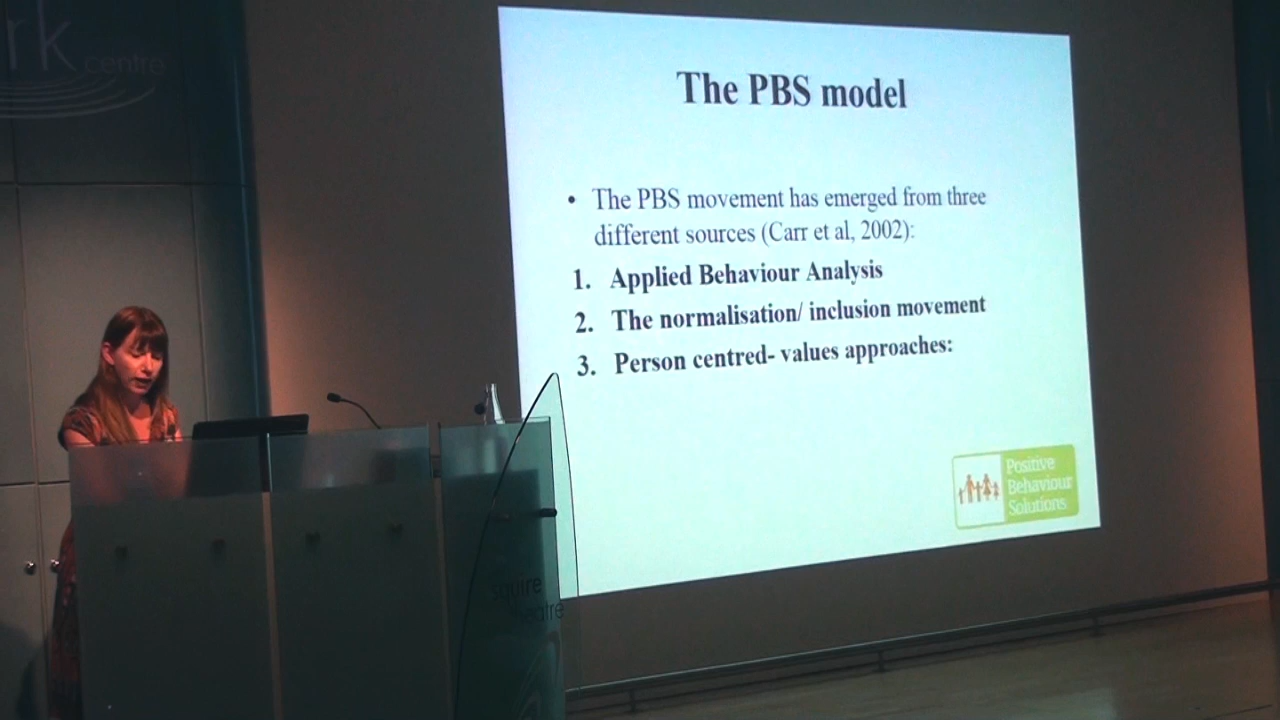 rk
centre
The PBS model
• The PBS movement has emerged from three
different sources (Carr et al, 2002):
1. Applied Behaviour Analysis
2. The normalisation/ inclusion movement
3. Person centred- values approaches:
Positive
Behaviour
Solutions
squire
theatre